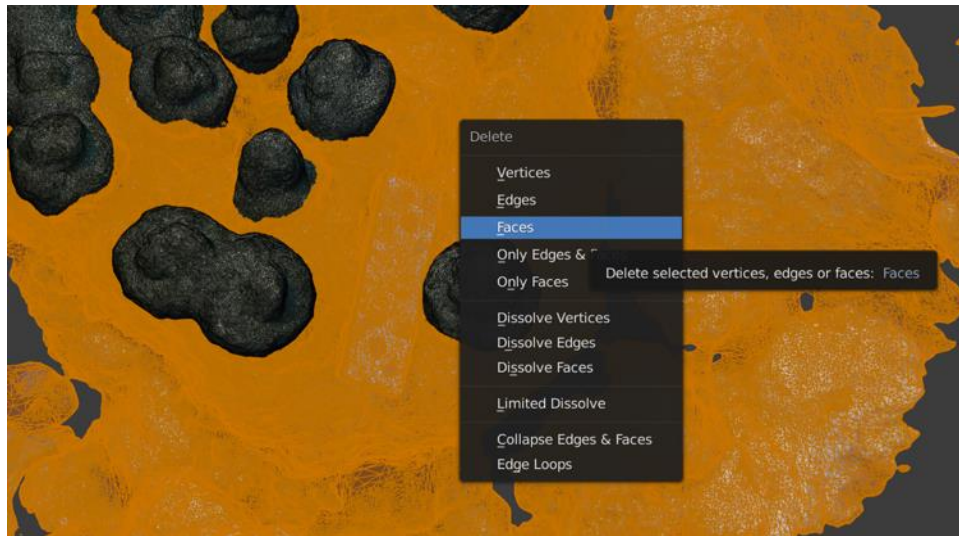 Delete
Vertices
Edges
Faces
Only Edges &
Delete selected vertices, edges or faces: Faces
Only Faces
Dissolve Vertices
Dissolve Edges
Dissolve Faces
Limited Dissolve
Collapse Edges & Faces
Edge Loops